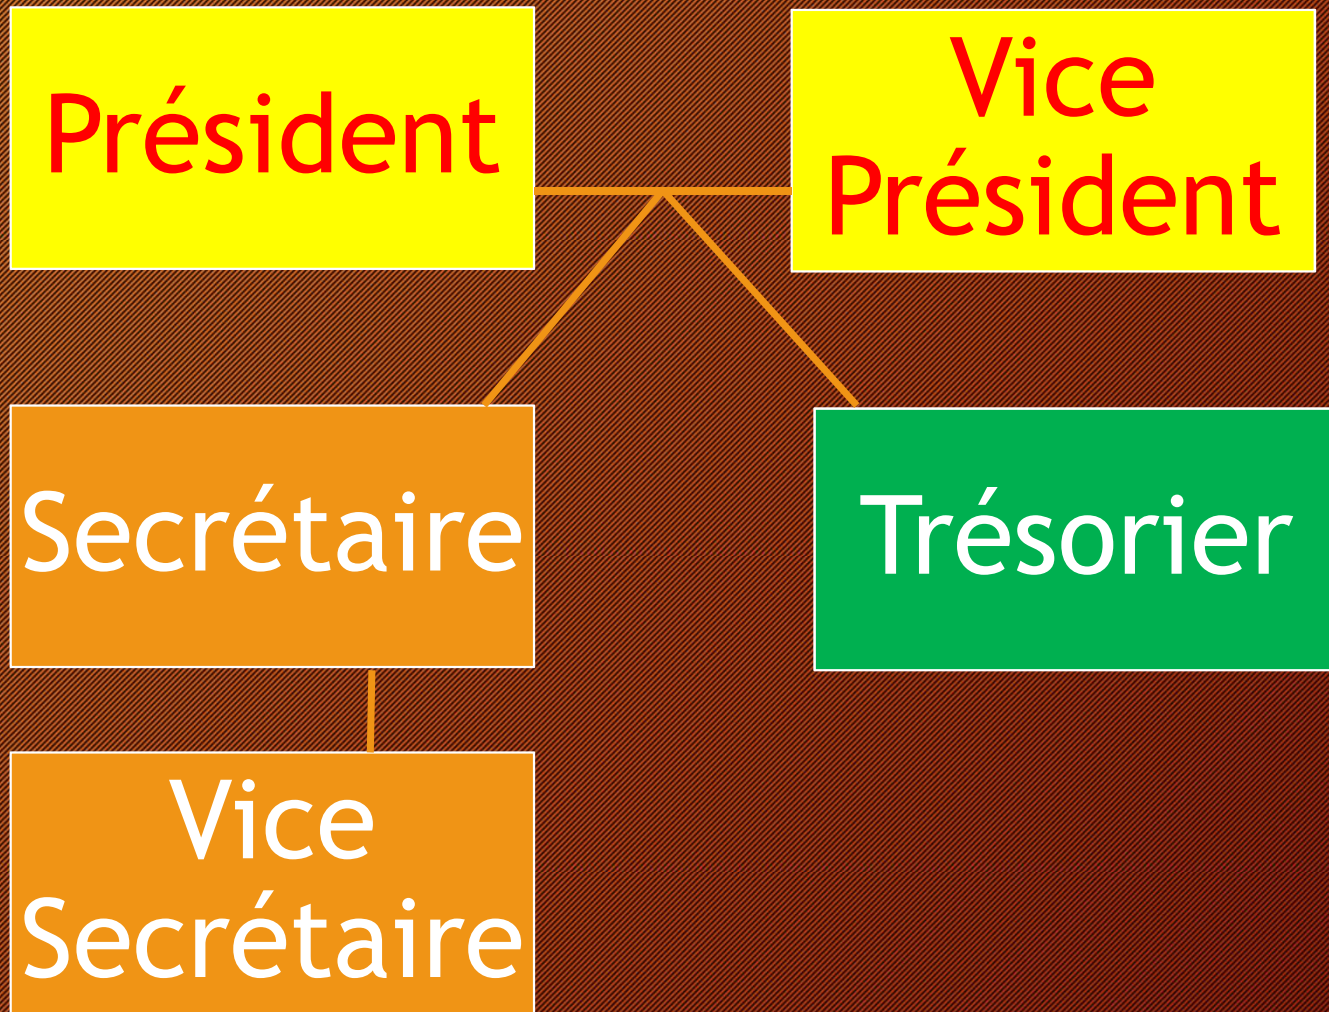 Président
Vice
Président
Secrétaire
Trésorier
Vice
Secrétaire